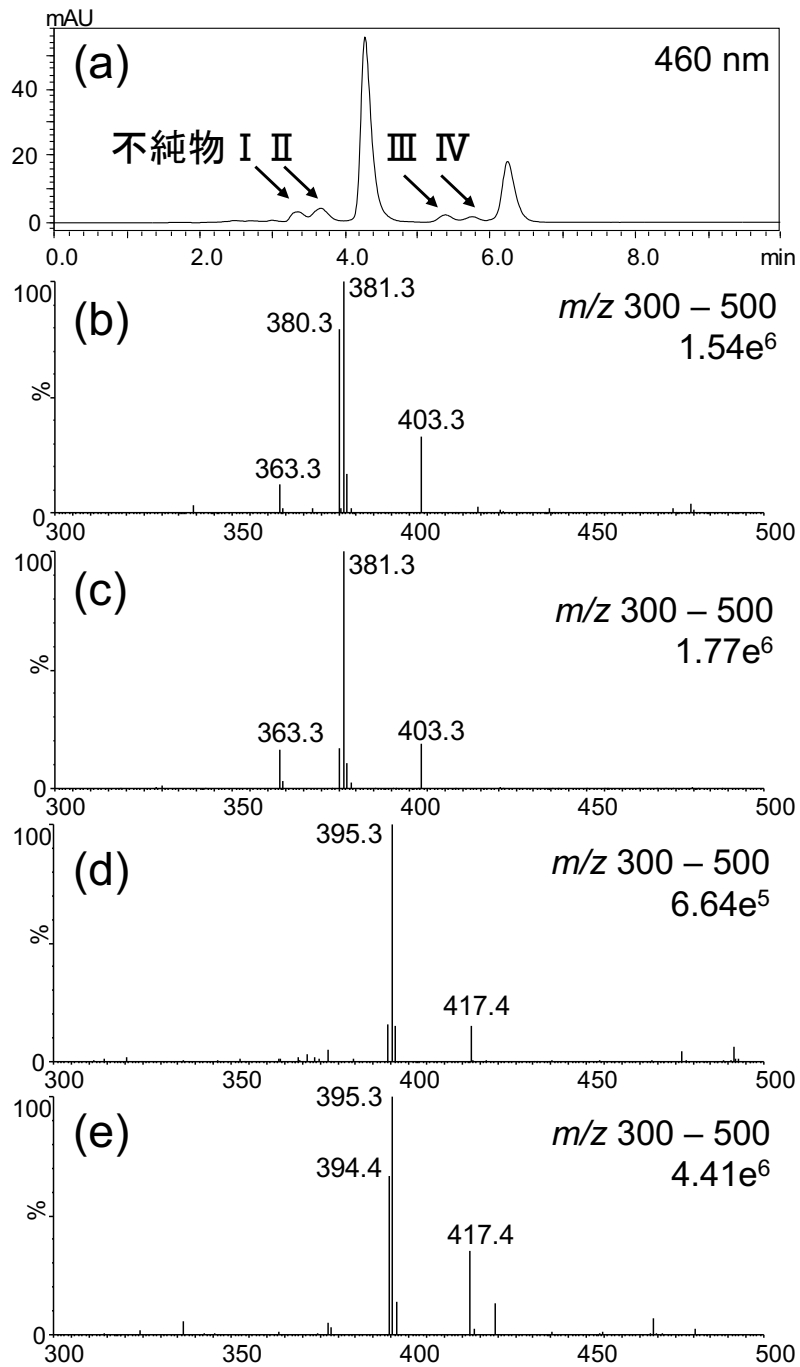 mAU
(a)
460 nm
不純物 Ⅰ Ⅱ
Ⅲ Ⅳ
40
20
0
0.0 2.0 4.0 6.0 8.0 min
100
(b)
381.3
380.3
m/z 300 – 500
1.54e⁶
%
403.3
363.3
0
300 350 400 450 500
100
(c)
381.3
m/z 300 – 500
1.77e⁶
%
363.3
403.3
0
300 350 400 450 500
100
(d)
395.3
m/z 300 – 500
6.64e⁵
%
417.4
0
300 350 400 450 500
100
(e)
395.3
m/z 300 – 500
4.41e⁶
394.4
%
417.4
0
300 350 400 450 500